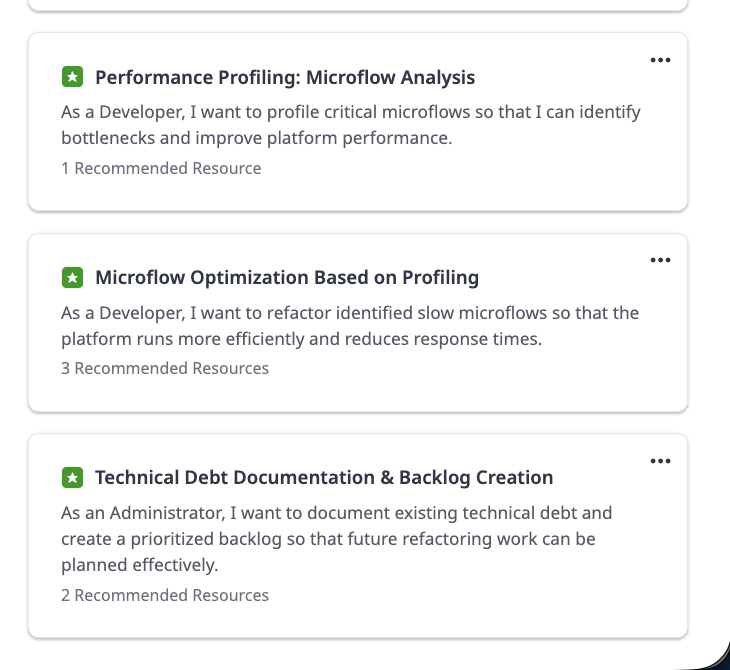 Performance Profiling: Microflow Analysis
As a Developer, I want to profile critical microflows so that I can identify
bottlenecks and improve platform performance.
1 Recommended Resource
Microflow Optimization Based on Profiling
As a Developer, I want to refactor identified slow microflows so that the
platform runs more efficiently and reduces response times.
3 Recommended Resources
Technical Debt Documentation & Backlog Creation
As an Administrator, I want to document existing technical debt and
create a prioritized backlog so that future refactoring work can be
planned effectively.
2 Recommended Resources